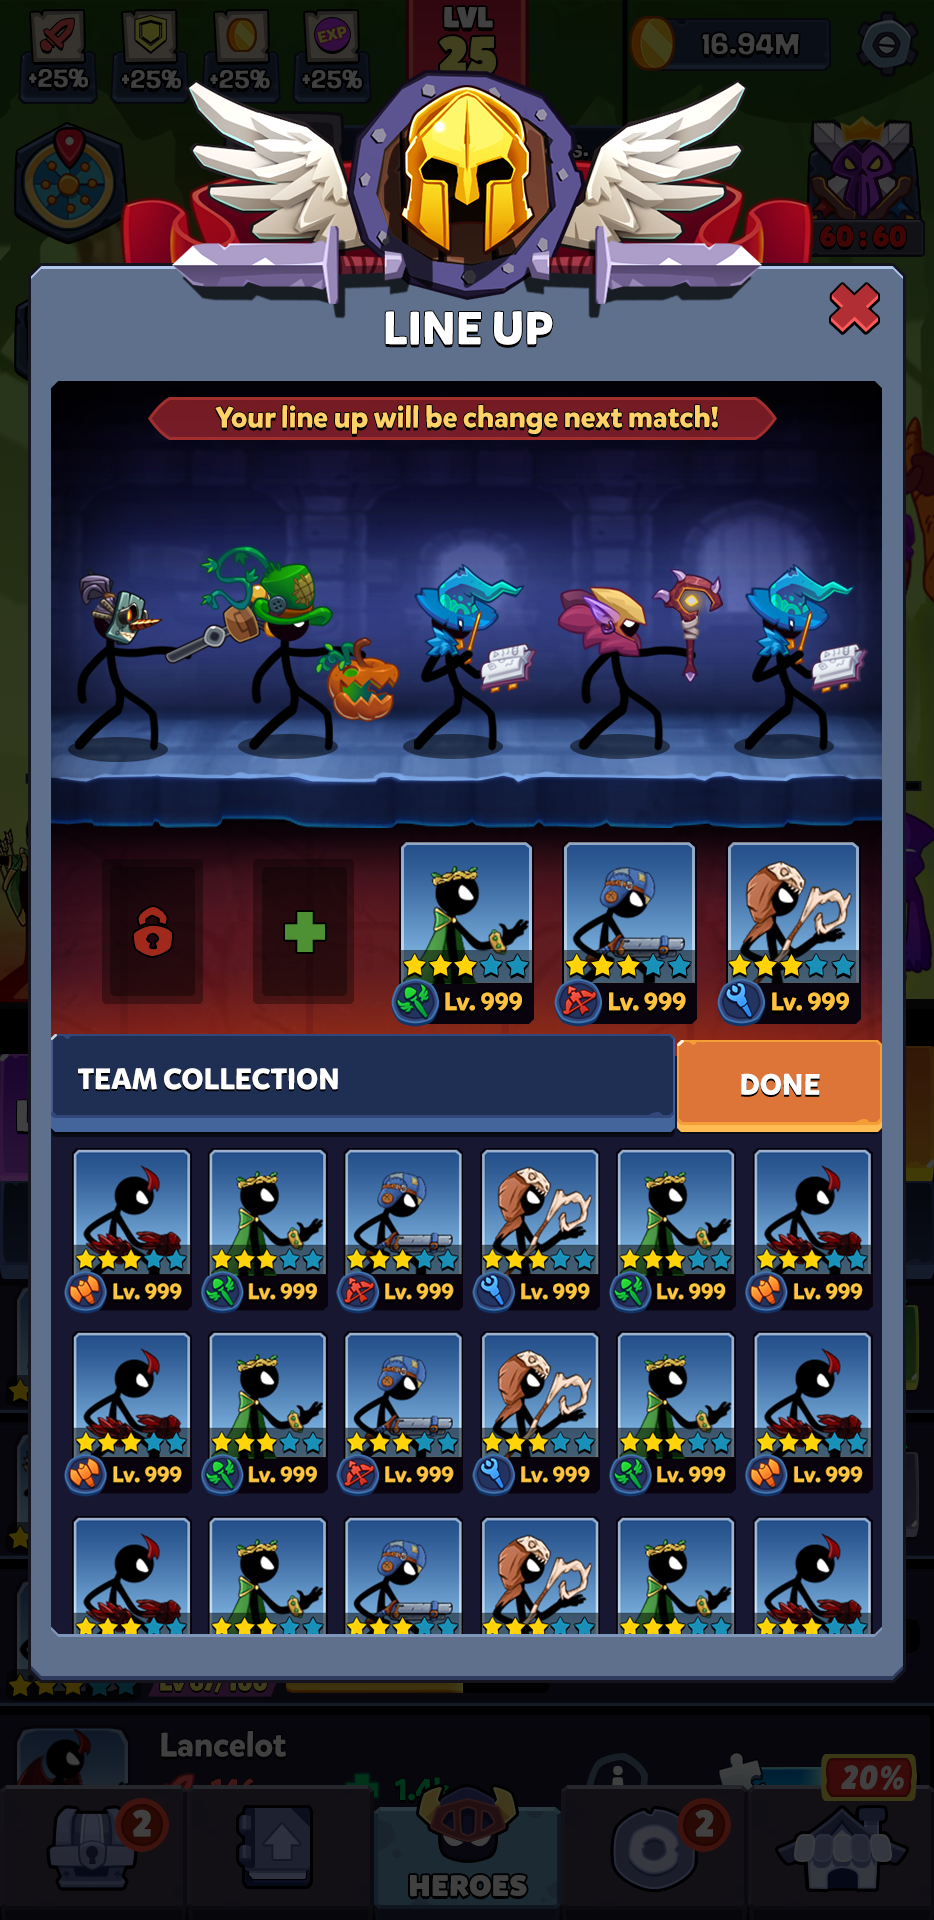 LVL
25
EXP
+25% +25% +25% +25%
16.94M
60:60
LINE UP
Your line up will be change next match!
Lv. 999 Lv. 999 Lv. 999
TEAM COLLECTION
DONE
Lv. 999 Lv. 999 Lv. 999 Lv. 999 Lv. 999 Lv. 999
Lv. 999 Lv. 999 Lv. 999 Lv. 999 Lv. 999 Lv. 999
Lancelot
20%
2 2
HEROES